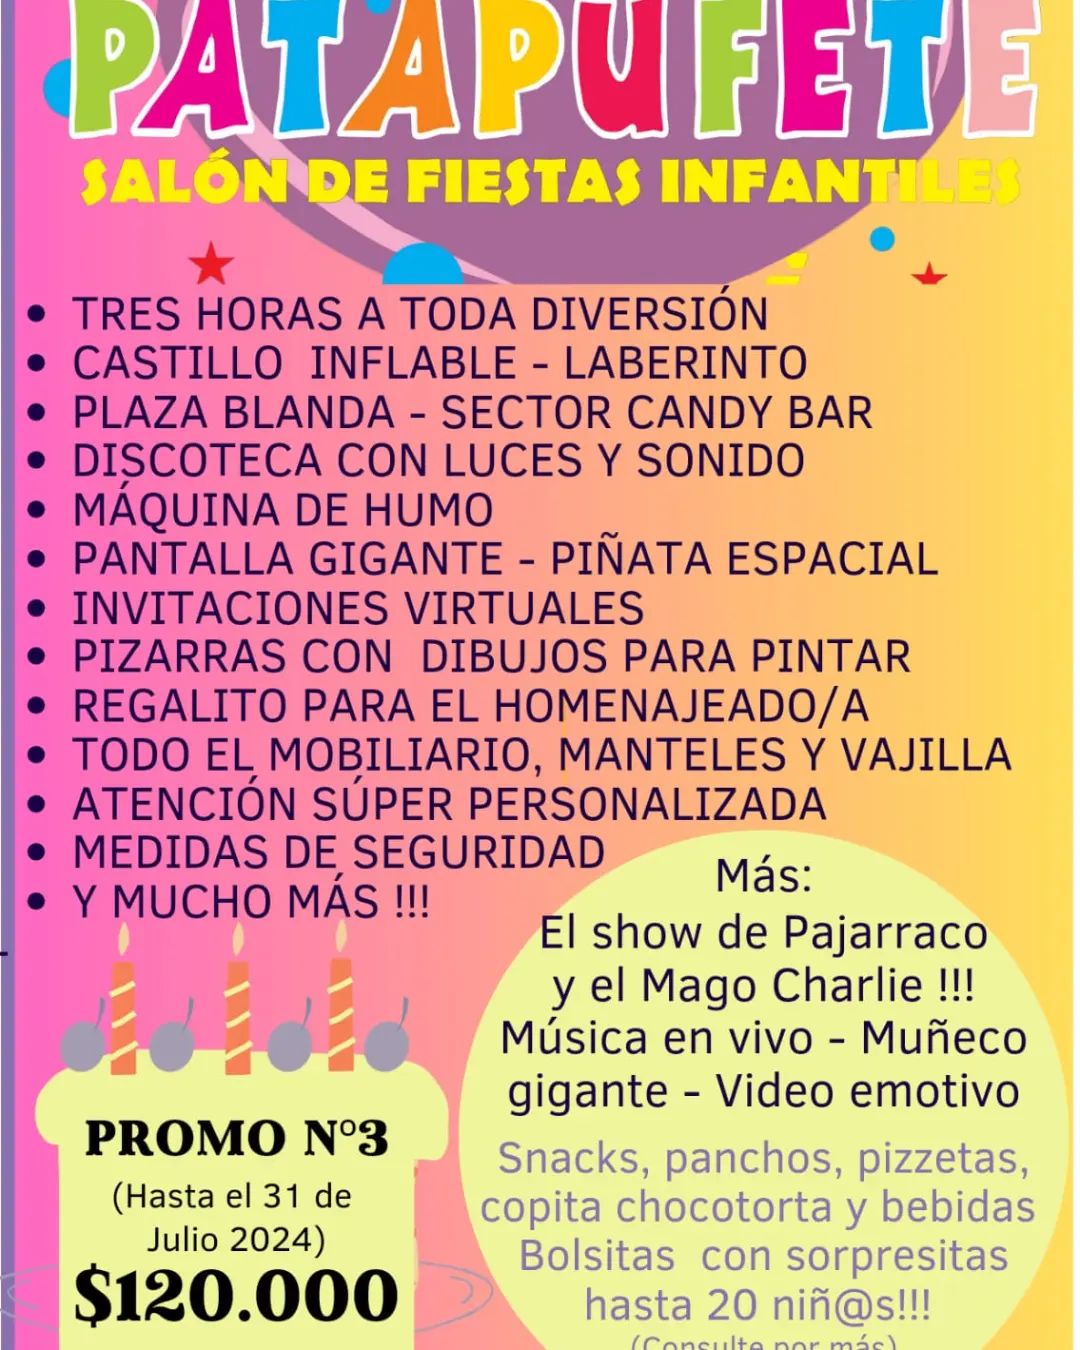 PATAPUFETE
SALÓN DE FIESTAS INFANTILES
• TRES HORAS A TODA DIVERSIÓN
• CASTILLO INFLABLE - LABERINTO
• PLAZA BLANDA - SECTOR CANDY BAR
• DISCOTECA CON LUCES Y SONIDO
• MÁQUINA DE HUMO
• PANTALLA GIGANTE - PIÑATA ESPACIAL
• INVITACIONES VIRTUALES
• PIZARRAS CON DIBUJOS PARA PINTAR
• REGALITO PARA EL HOMENAJEADO/A
• TODO EL MOBILIARIO, MANTELES Y VAJILLA
• ATENCIÓN SÚPER PERSONALIZADA
• MEDIDAS DE SEGURIDAD
• Y MUCHO MÁS !!!
Más:
El show de Pajarraco
y el Mago Charlie !!!
Música en vivo - Muñeco
gigante - Video emotivo
Snacks, panchos, pizzetas,
copita chocotorta y bebidas
Bolsitas con sorpresitas
hasta 20 niñ@s!!!
(Consulte por más)
PROMO Nº3
(Hasta el 31 de
Julio 2024)
$120.000